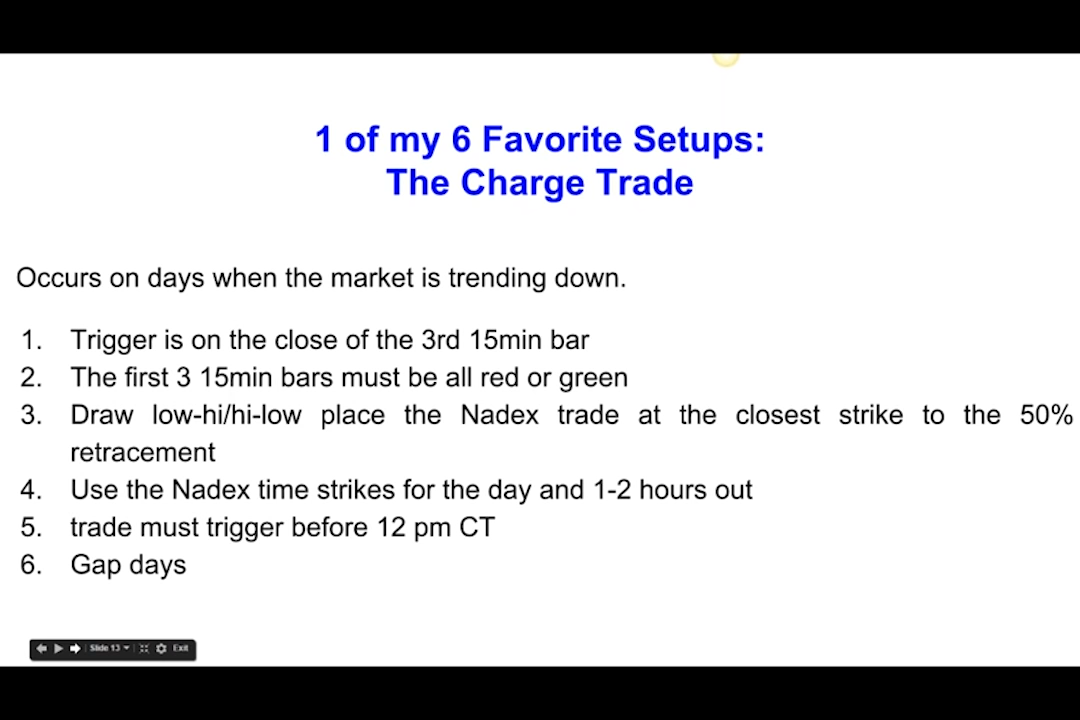 1 of my 6 Favorite Setups:
The Charge Trade
Occurs on days when the market is trending down.
1. Trigger is on the close of the 3rd 15min bar
2. The first 3 15min bars must be all red or green
3. Draw low-hi/hi-low place the Nadex trade at the closest strike to the 50%
retracement
4. Use the Nadex time strikes for the day and 1-2 hours out
5. trade must trigger before 12 pm CT
6. Gap days
Slide 13 Exit